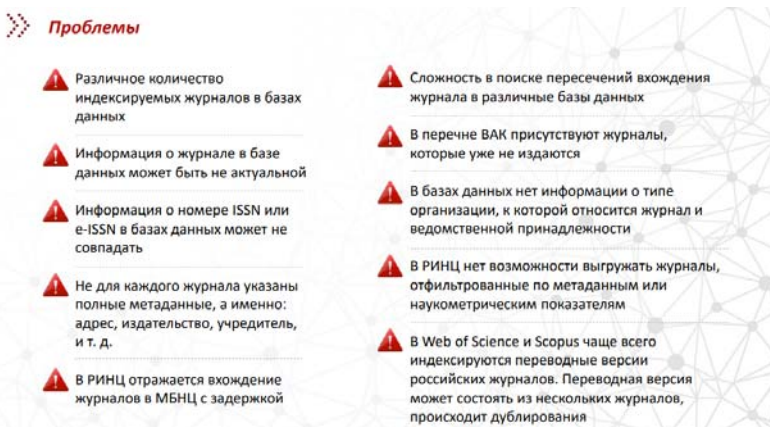 Проблемы
Различное количество
индексируемых журналов в базах
данных
Информация о журнале в базе
данных может быть не актуальной
Информация о номере ISSN или
e-ISSN в базах данных может не
совпадать
Не для каждого журнала указаны
полные метаданные, а именно:
адрес, издательство, учредитель,
и т. д.
В РИНЦ отражается вхождение
журналов в МБНЦ с задержкой
Сложность в поиске пересечений вхождения
журнала в различные базы данных
В перечне ВАК присутствуют журналы,
которые уже не издаются
В базах данных нет информации о типе
организации, к которой относится журнал и
ведомственной принадлежности
В РИНЦ нет возможности выгружать журналы,
отфильтрованные по метаданным или
наукометрическим показателям
В Web of Science и Scopus чаще всего
индексируются переводные версии
российских журналов. Переводная версия
может состоять из нескольких журналов,
происходит дублирования